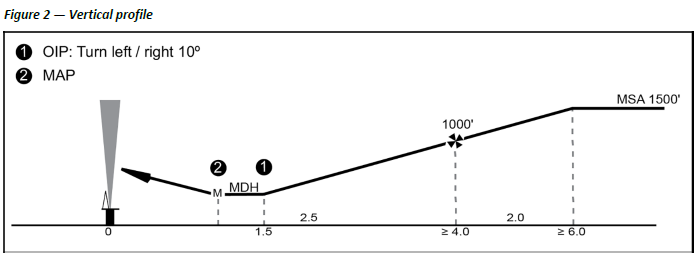 Figure 2 — Vertical profile
1 OIP: Turn left / right 10º
2 MAP
MSA 1500'
1000'
2 1
M MDH
2.5 2.0
0 1.5 ≥ 4.0 ≥ 6.0